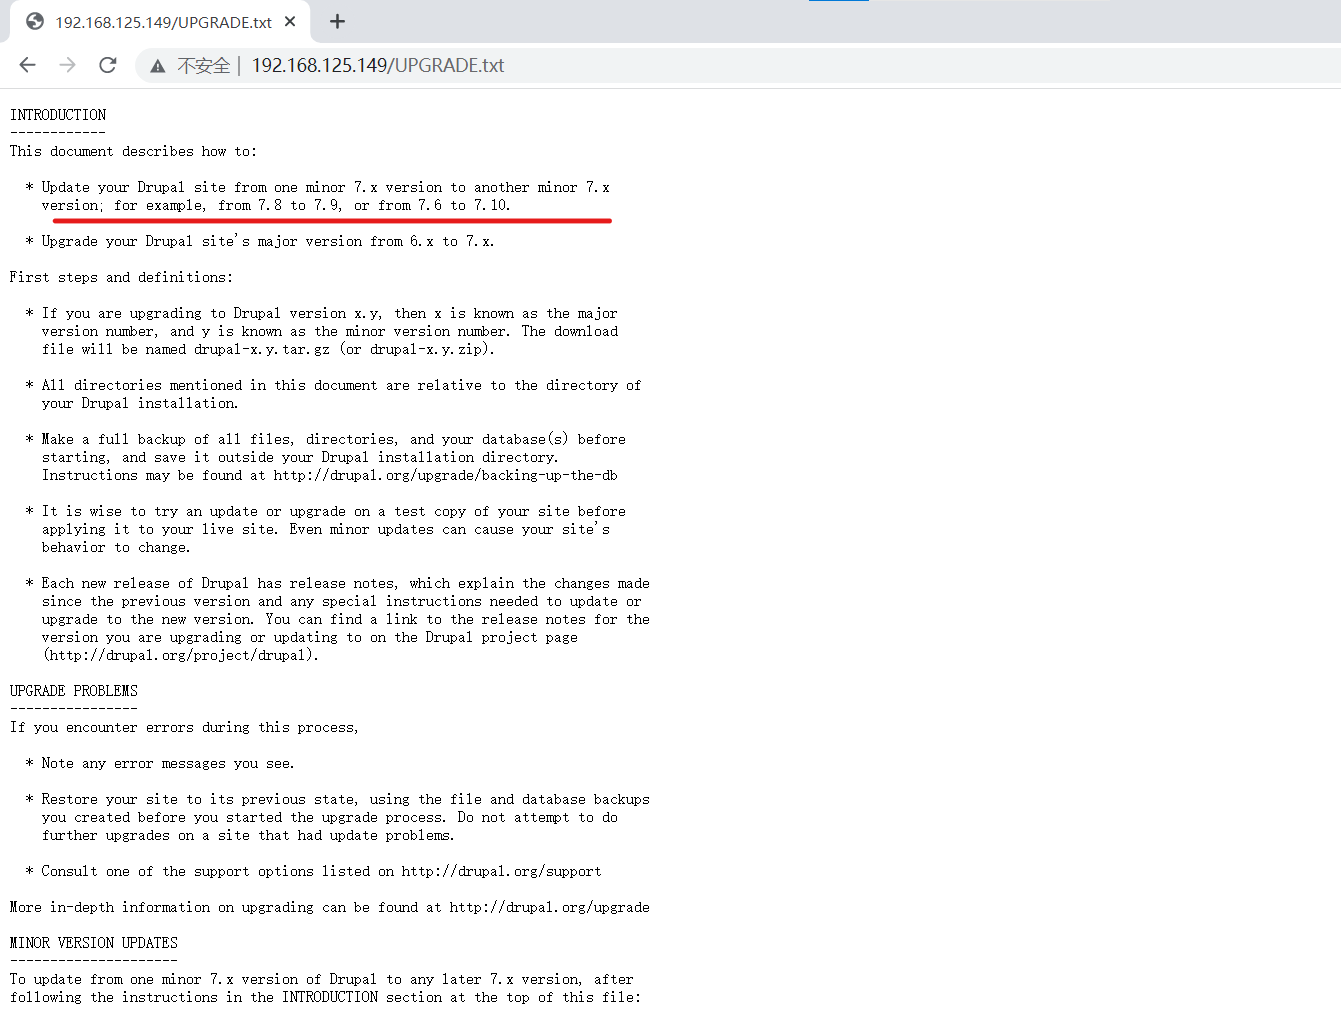 192.168.125.149/UPGRADE.txt
不安全 | 192.168.125.149/UPGRADE.txt
INTRODUCTION
------------
This document describes how to:
* Update your Drupal site from one minor 7.x version to another minor 7.x
version; for example, from 7.8 to 7.9, or from 7.6 to 7.10.
* Upgrade your Drupal site's major version from 6.x to 7.x.
First steps and definitions:
* If you are upgrading to Drupal version x.y, then x is known as the major
version number, and y is known as the minor version number. The download
file will be named drupal-x.y.tar.gz (or drupal-x.y.zip).
* All directories mentioned in this document are relative to the directory of
your Drupal installation.
* Make a full backup of all files, directories, and your database(s) before
starting, and save it outside your Drupal installation directory.
Instructions may be found at http://drupal.org/upgrade/backing-up-the-db
* It is wise to try an update or upgrade on a test copy of your site before
applying it to your live site. Even minor updates can cause your site's
behavior to change.
* Each new release of Drupal has release notes, which explain the changes made
since the previous version and any special instructions needed to update or
upgrade to the new version. You can find a link to the release notes for the
version you are upgrading or updating to on the Drupal project page
(http://drupal.org/project/drupal).
UPGRADE PROBLEMS
----------------
If you encounter errors during this process,
* Note any error messages you see.
* Restore your site to its previous state, using the file and database backups
you created before you started the upgrade process. Do not attempt to do
further upgrades on a site that had update problems.
* Consult one of the support options listed on http://drupal.org/support
More in-depth information on upgrading can be found at http://drupal.org/upgrade
MINOR VERSION UPDATES
---------------------
To update from one minor 7.x version of Drupal to any later 7.x version, after
following the instructions in the INTRODUCTION section at the top of this file: